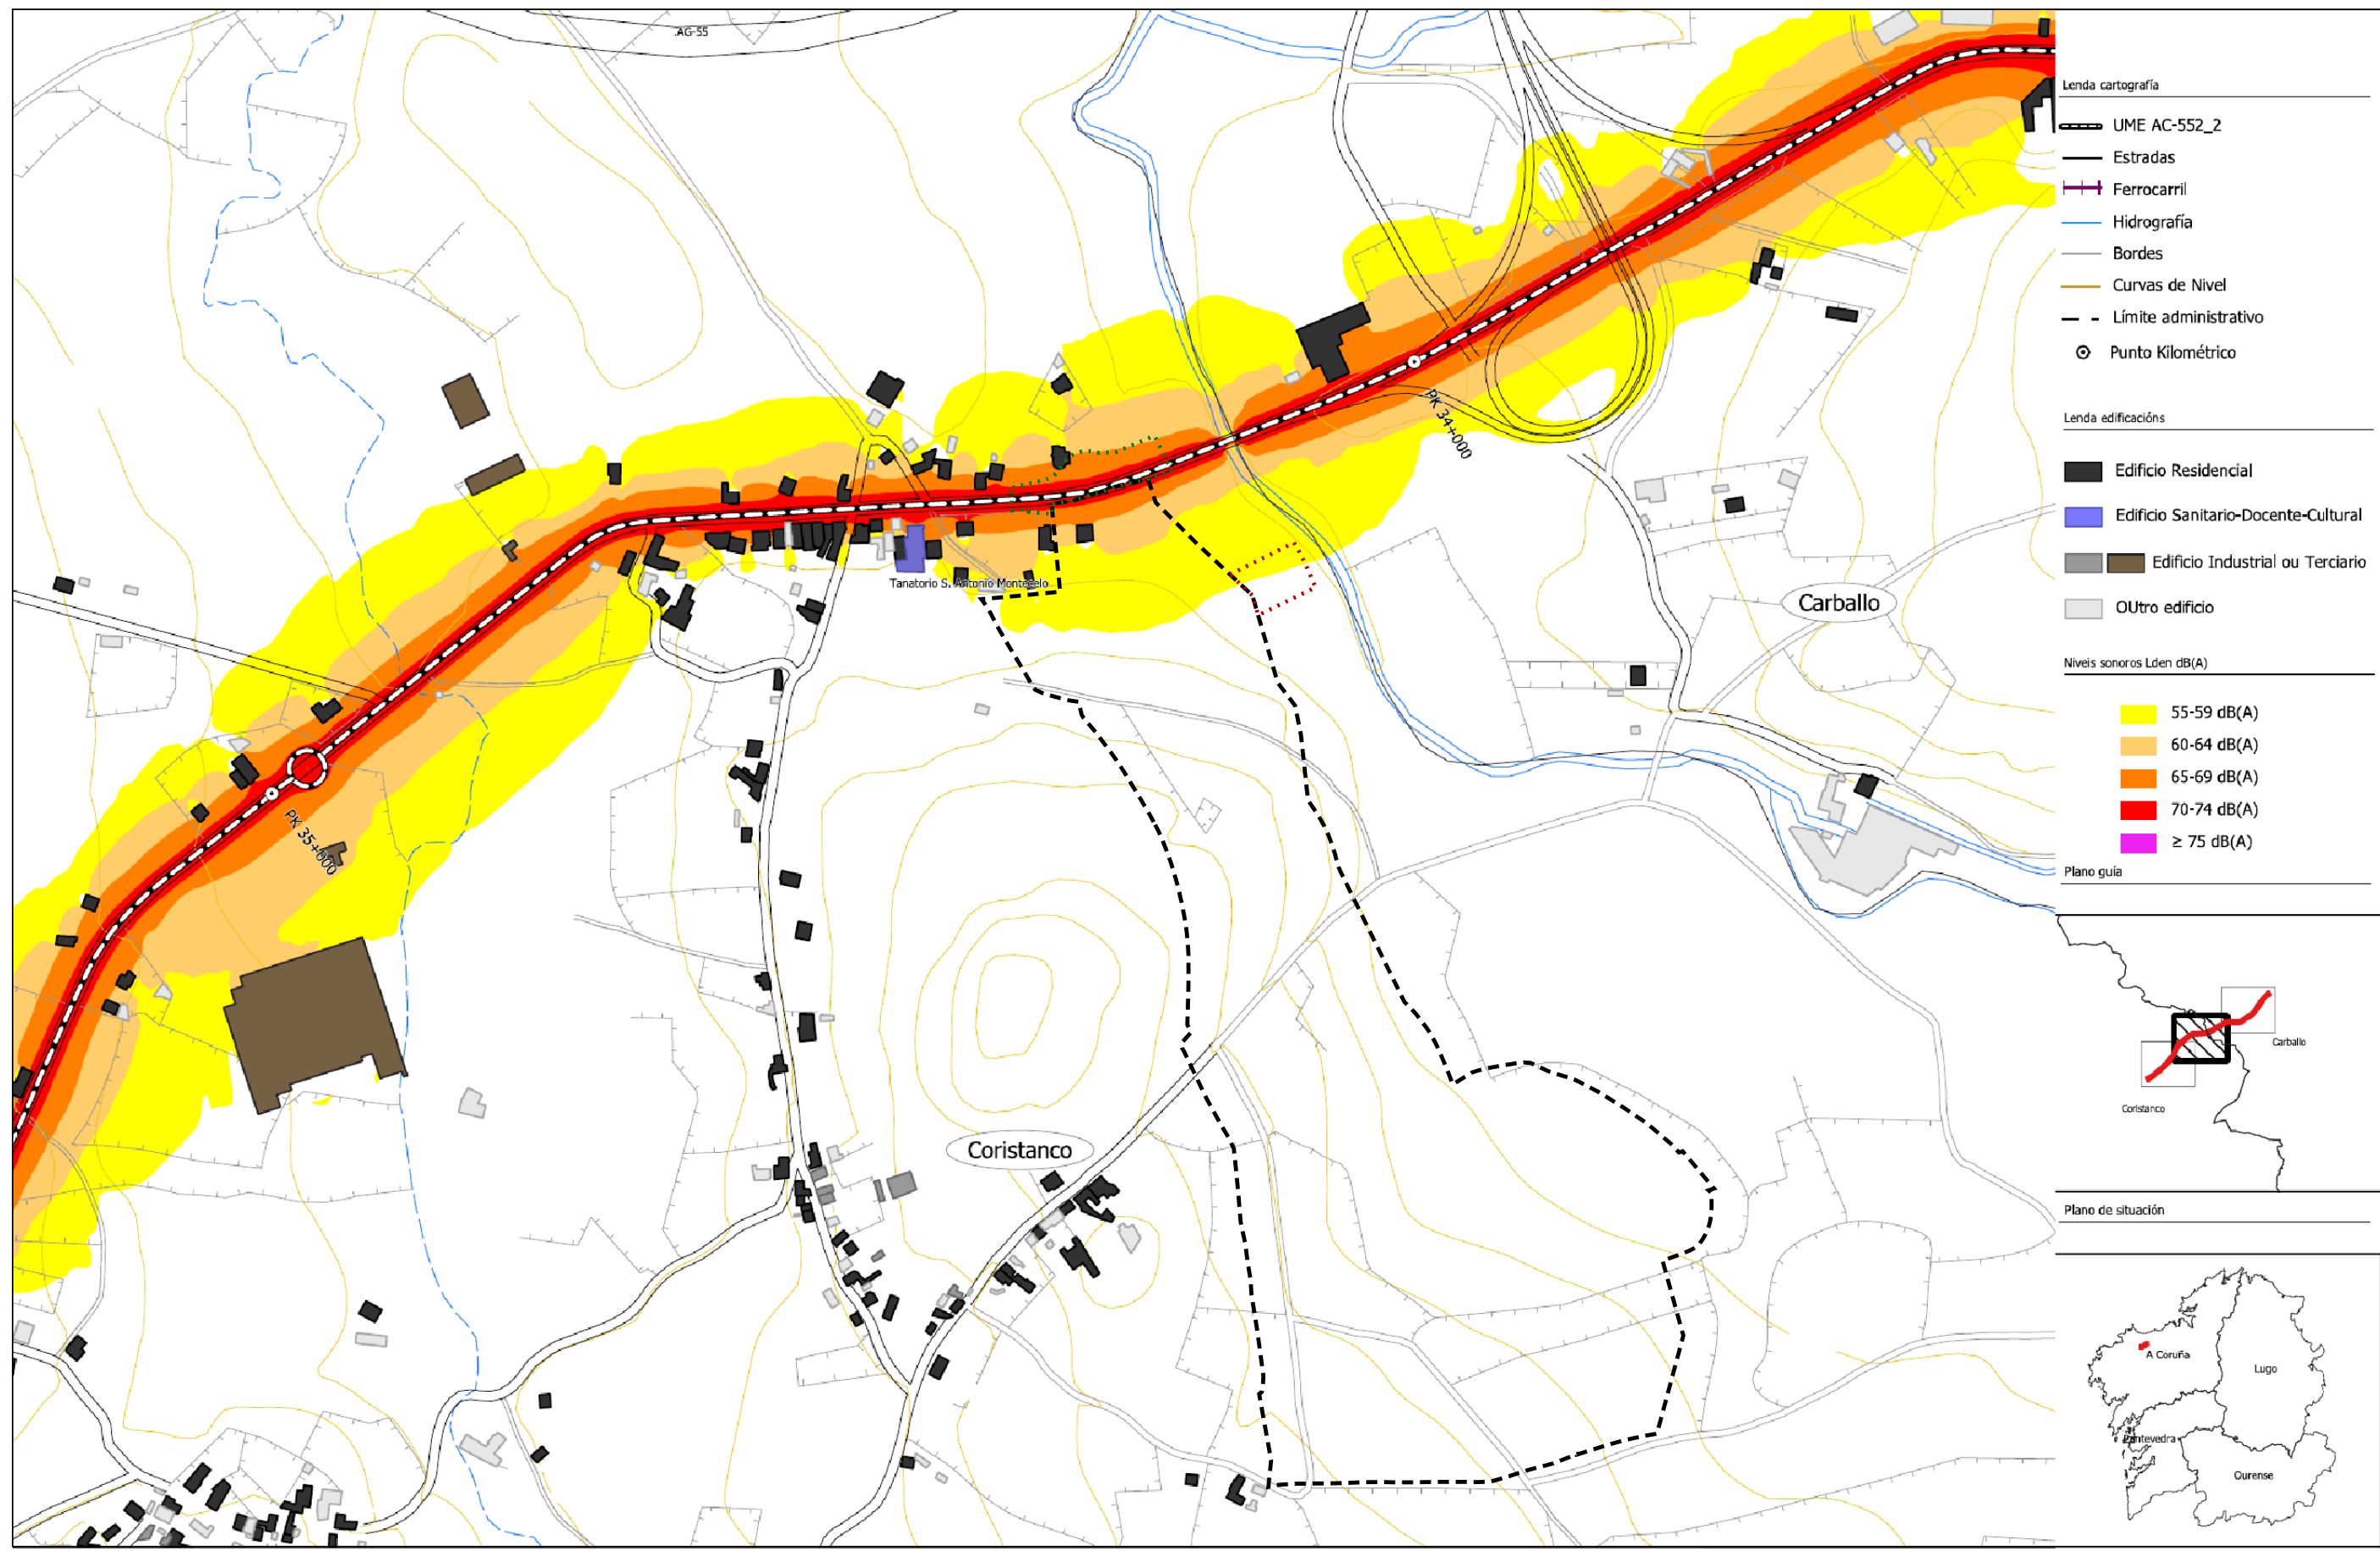 .AG-55
PK 34+000
Tanatorio S. Antonio Montecelo
Carballo
PK 35+000
Coristanco
Lenda cartografía
UME AC-552_2
Estradas
Ferrocarril
Hidrografía
Bordes
Curvas de Nivel
Límite administrativo
Punto Kilométrico
Lenda edificacións
Edificio Residencial
Edificio Sanitario-Docente-Cultural
Edificio Industrial ou Terciario
OUtro edificio
Niveis sonoros Lden dB(A)
55-59 dB(A)
60-64 dB(A)
65-69 dB(A)
70-74 dB(A)
≥ 75 dB(A)
Plano guía
Carballo
Coristanco
Plano de situación
A Coruña
Lugo
Pontevedra
Ourense